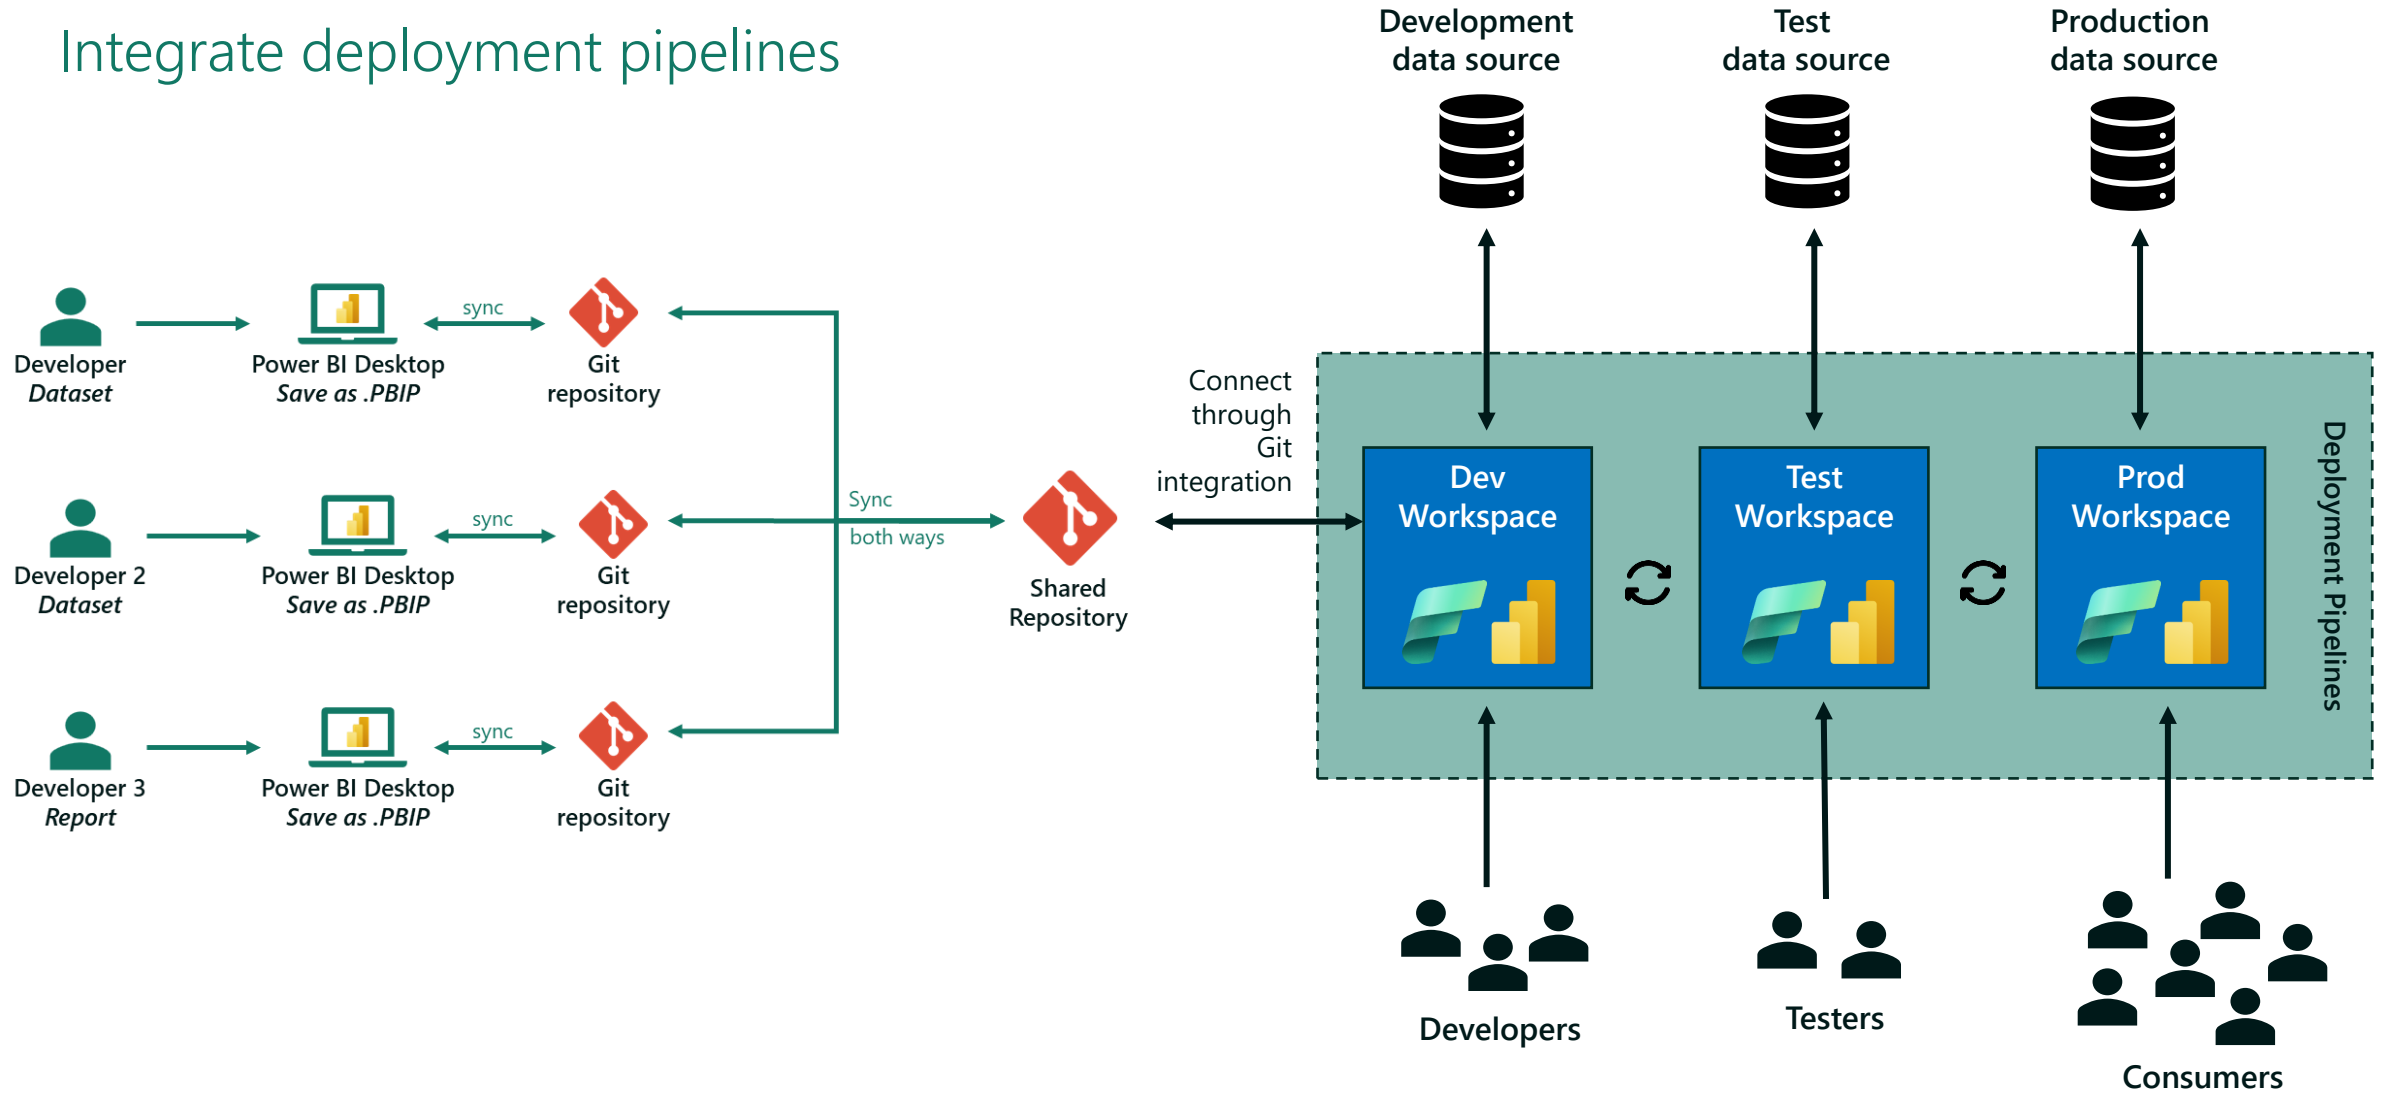 Integrate deployment pipelines
Development
data source
Test
data source
Production
data source
Developer
Dataset
Power BI Desktop
Save as .PBIP
sync
Git
repository
Developer 2
Dataset
Power BI Desktop
Save as .PBIP
sync
Git
repository
Developer 3
Report
Power BI Desktop
Save as .PBIP
sync
Git
repository
Sync
both ways
Shared
Repository
Connect
through
Git
integration
Dev
Workspace
Test
Workspace
Prod
Workspace
Deployment Pipelines
Developers
Testers
Consumers